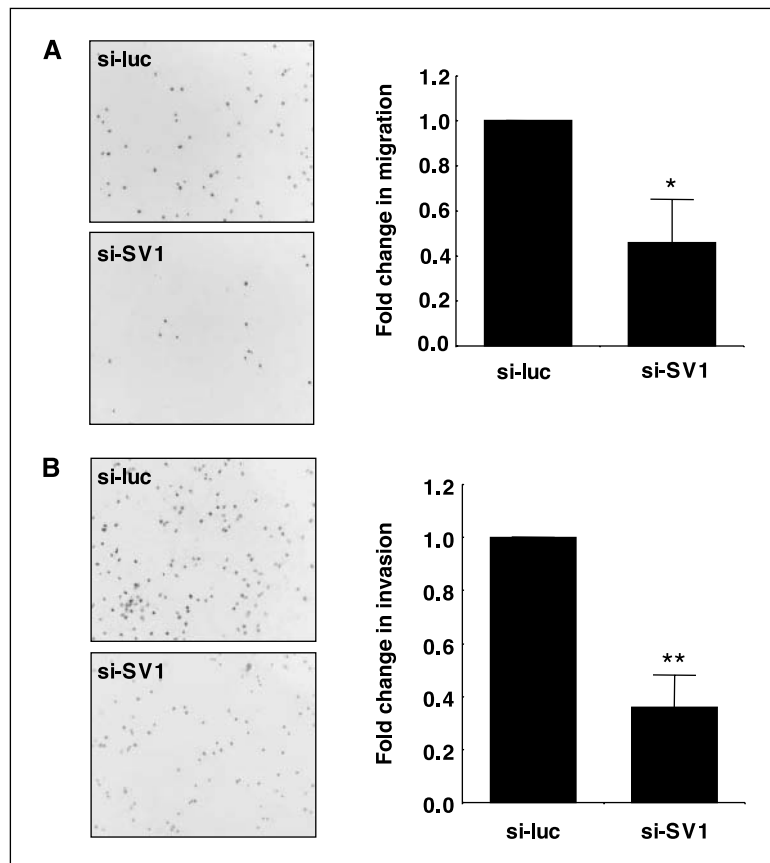 A
si-luc
si-SV1
Fold change in migration
1.2
1.0
0.8
0.6
0.4
0.2
0.0
*
si-luc
si-SV1
B
si-luc
si-SV1
Fold change in invasion
1.2
1.0
0.8
0.6
0.4
0.2
0.0
**
si-luc
si-SV1